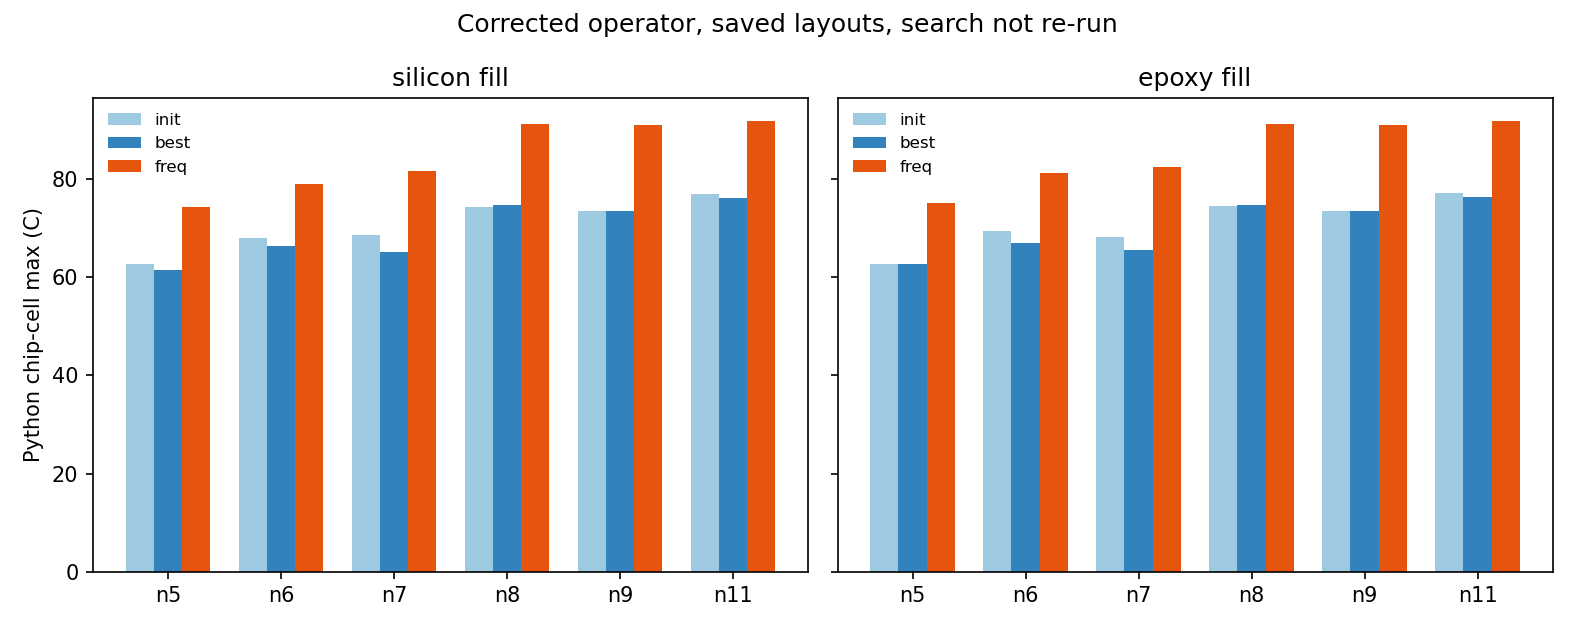 Corrected operator, saved layouts, search not re-run
silicon fill
init
best
freq
Python chip-cell max (C)
80
60
40
20
0
n5 n6 n7 n8 n9 n11
epoxy fill
init
best
freq
n5 n6 n7 n8 n9 n11